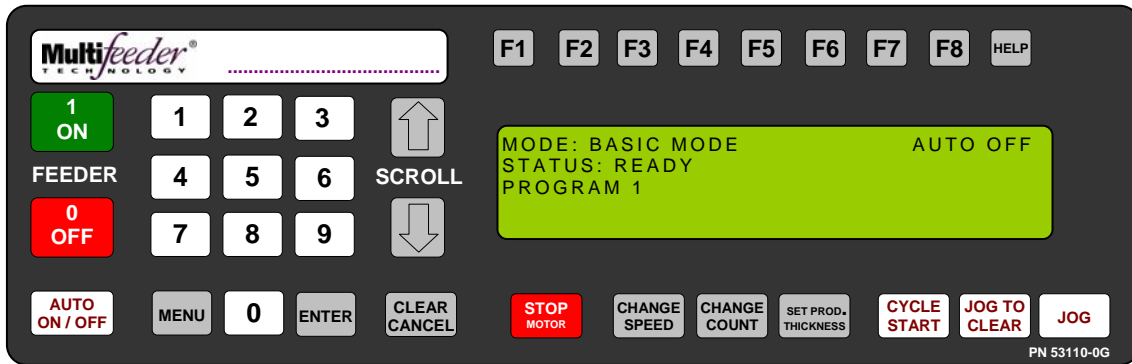 Multifeeder®
TECHNOLOGY
F1 F2 F3 F4 F5 F6 F7 F8 HELP
1
ON
FEEDER
0
OFF
1 2 3
4 5 6
7 8 9
SCROLL
MODE: BASIC MODE AUTO OFF
STATUS: READY
PROGRAM 1
AUTO
ON / OFF
MENU 0 ENTER
CLEAR
CANCEL
STOP
MOTOR
CHANGE
SPEED
CHANGE
COUNT
SET PROD.
THICKNESS
CYCLE
START
JOG TO
CLEAR
JOG
PN 53110-0G